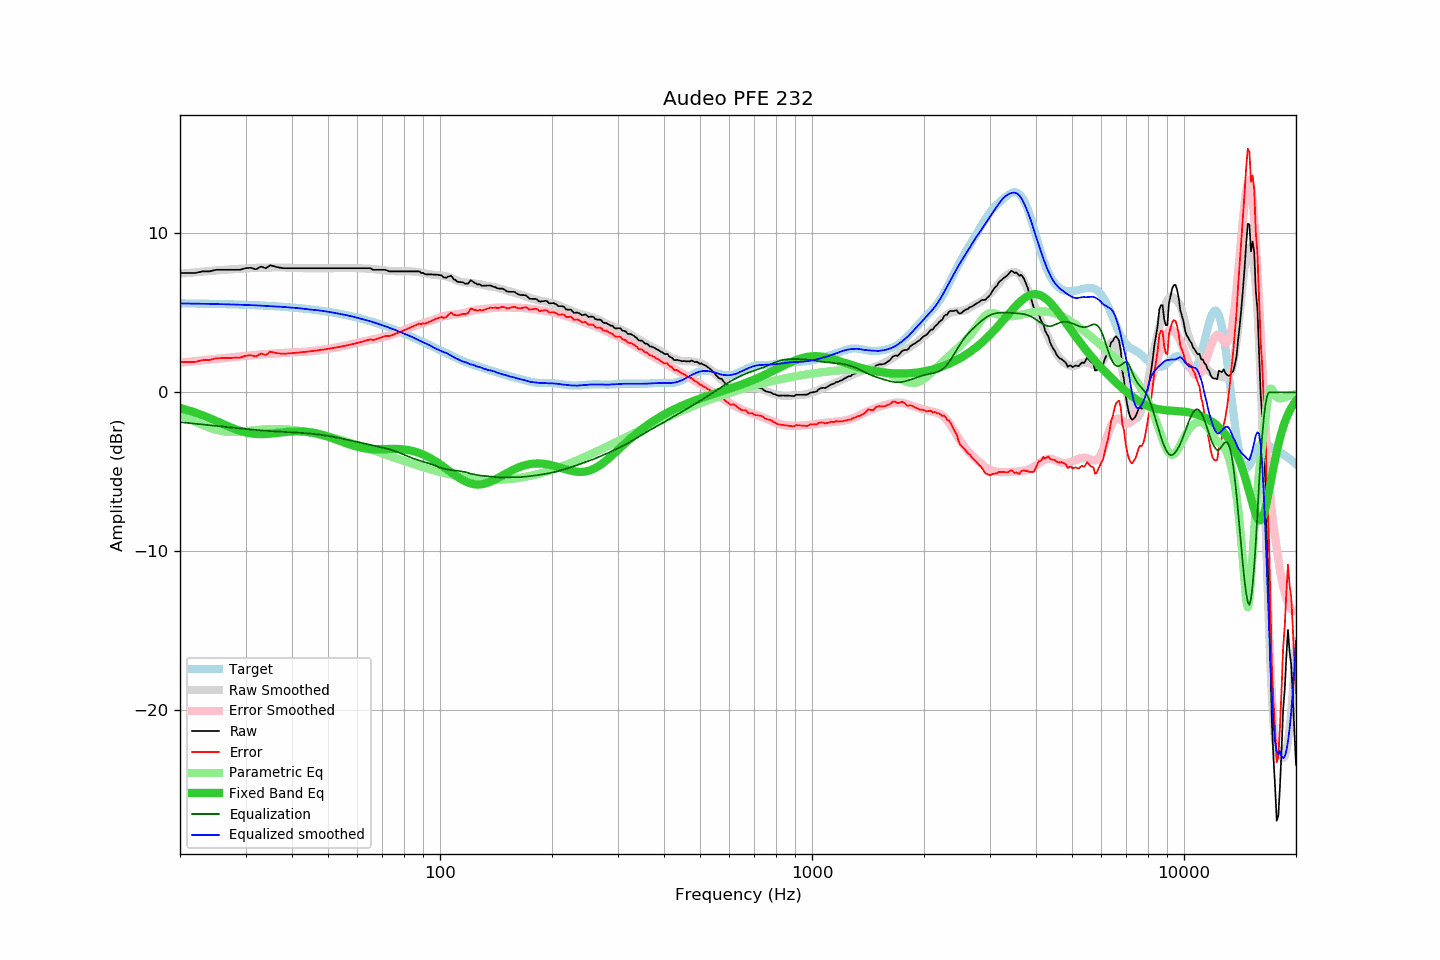 Audeo PFE 232
Amplitude (dBr)
10
0
−10
−20
Target
Raw Smoothed
Error Smoothed
Raw
Error
Parametric Eq
Fixed Band Eq
Equalization
Equalized smoothed
100
1000
10000
Frequency (Hz)